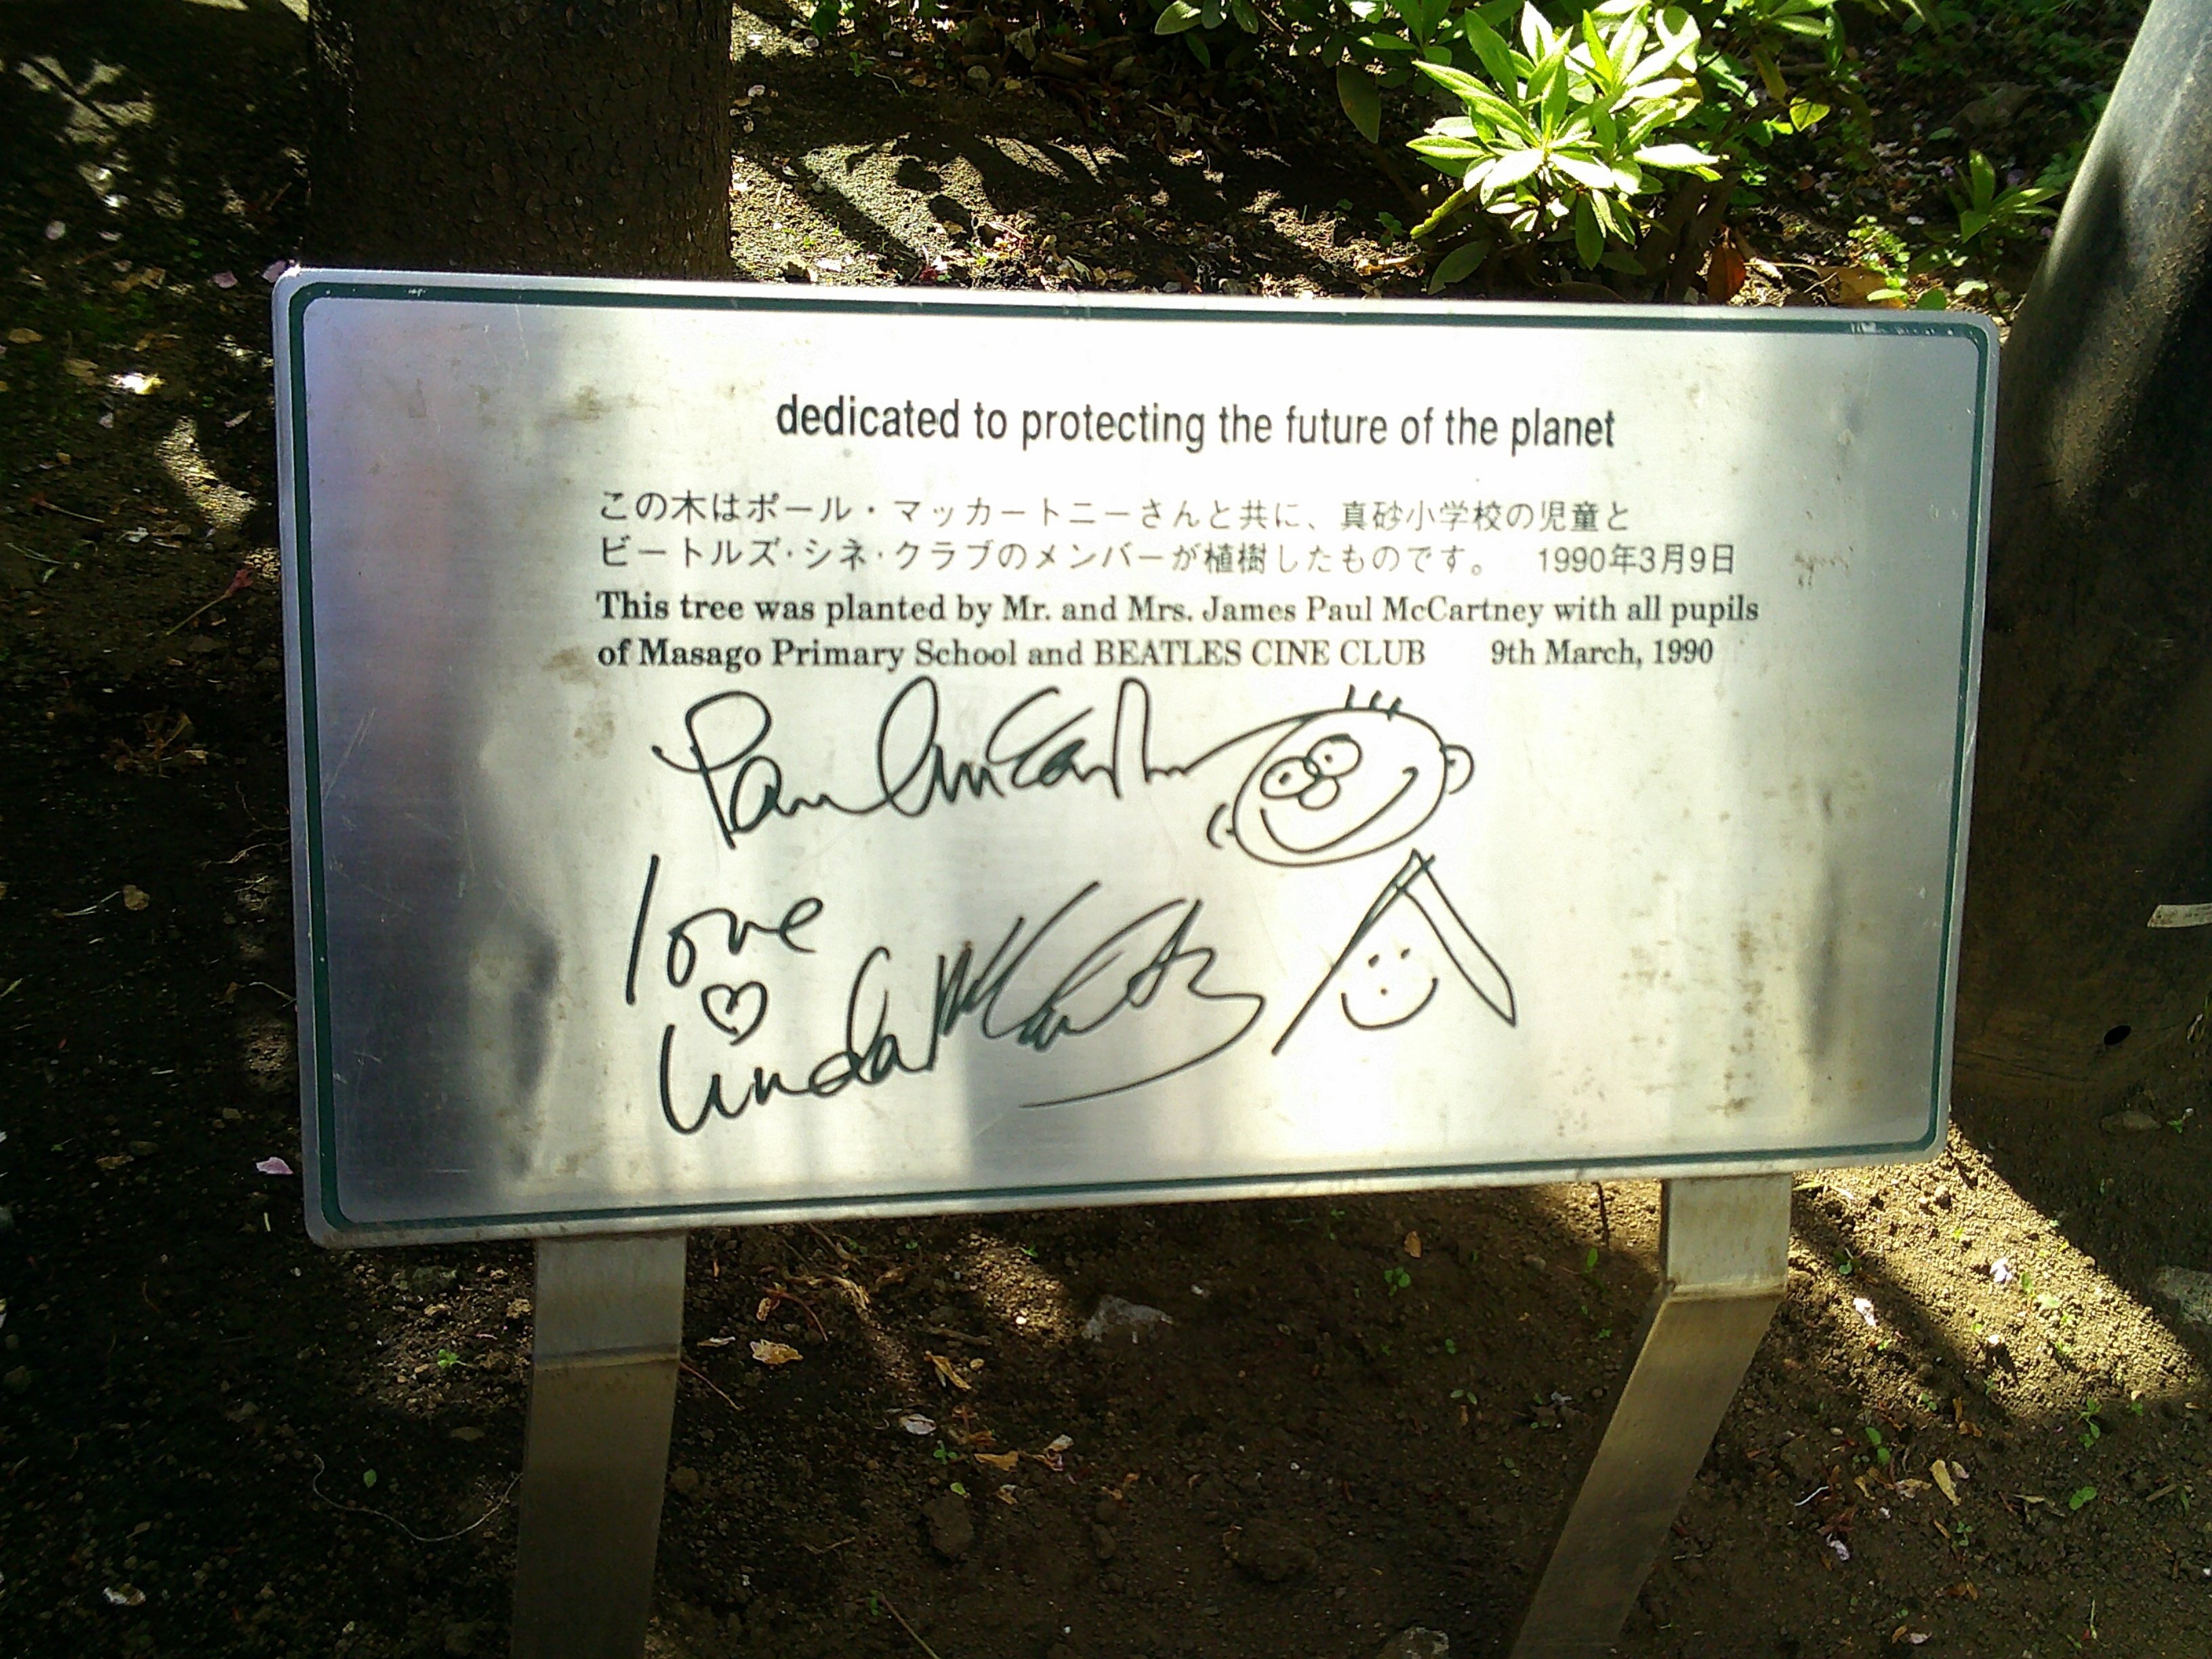 dedicated to protecting the future of the planet
この木はポール・マッカートニーさんと共に、真砂小学校の児童と
ビートルズ・シネ・クラブのメンバーが植樹したものです。 1990年3月9日
This tree was planted by Mr. and Mrs. James Paul McCartney with all pupils
of Masago Primary School and BEATLES CINE CLUB 9th March, 1990
Paul McCartney
love
Linda McCartney